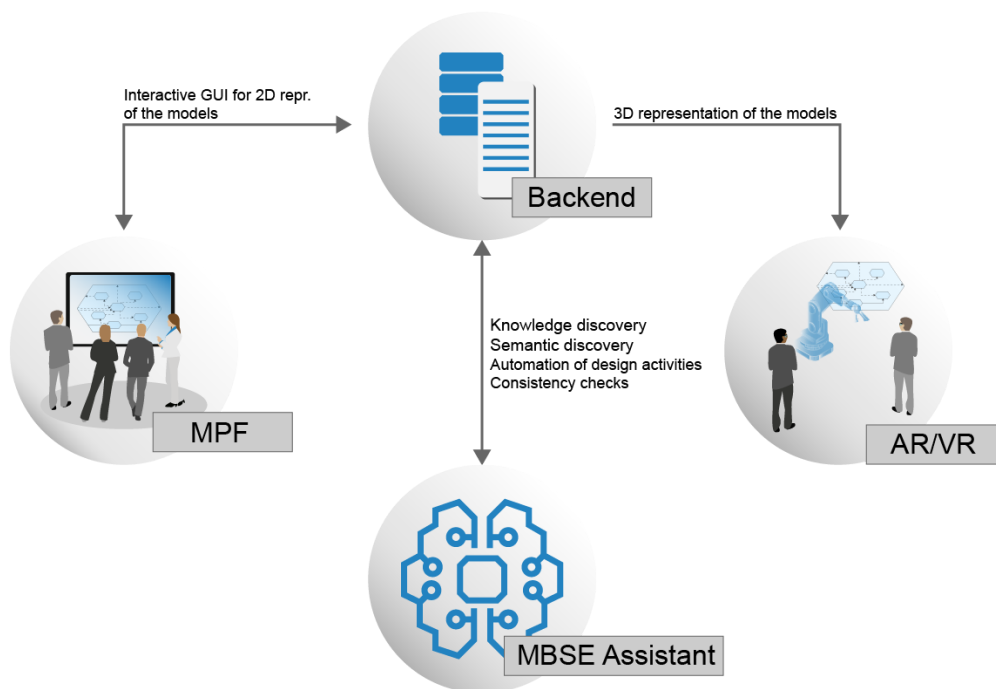 Interactive GUI for 2D repr.
of the models
3D representation of the models
Backend
Knowledge discovery
Semantic discovery
Automation of design activities
Consistency checks
MPF
AR/VR
MBSE Assistant